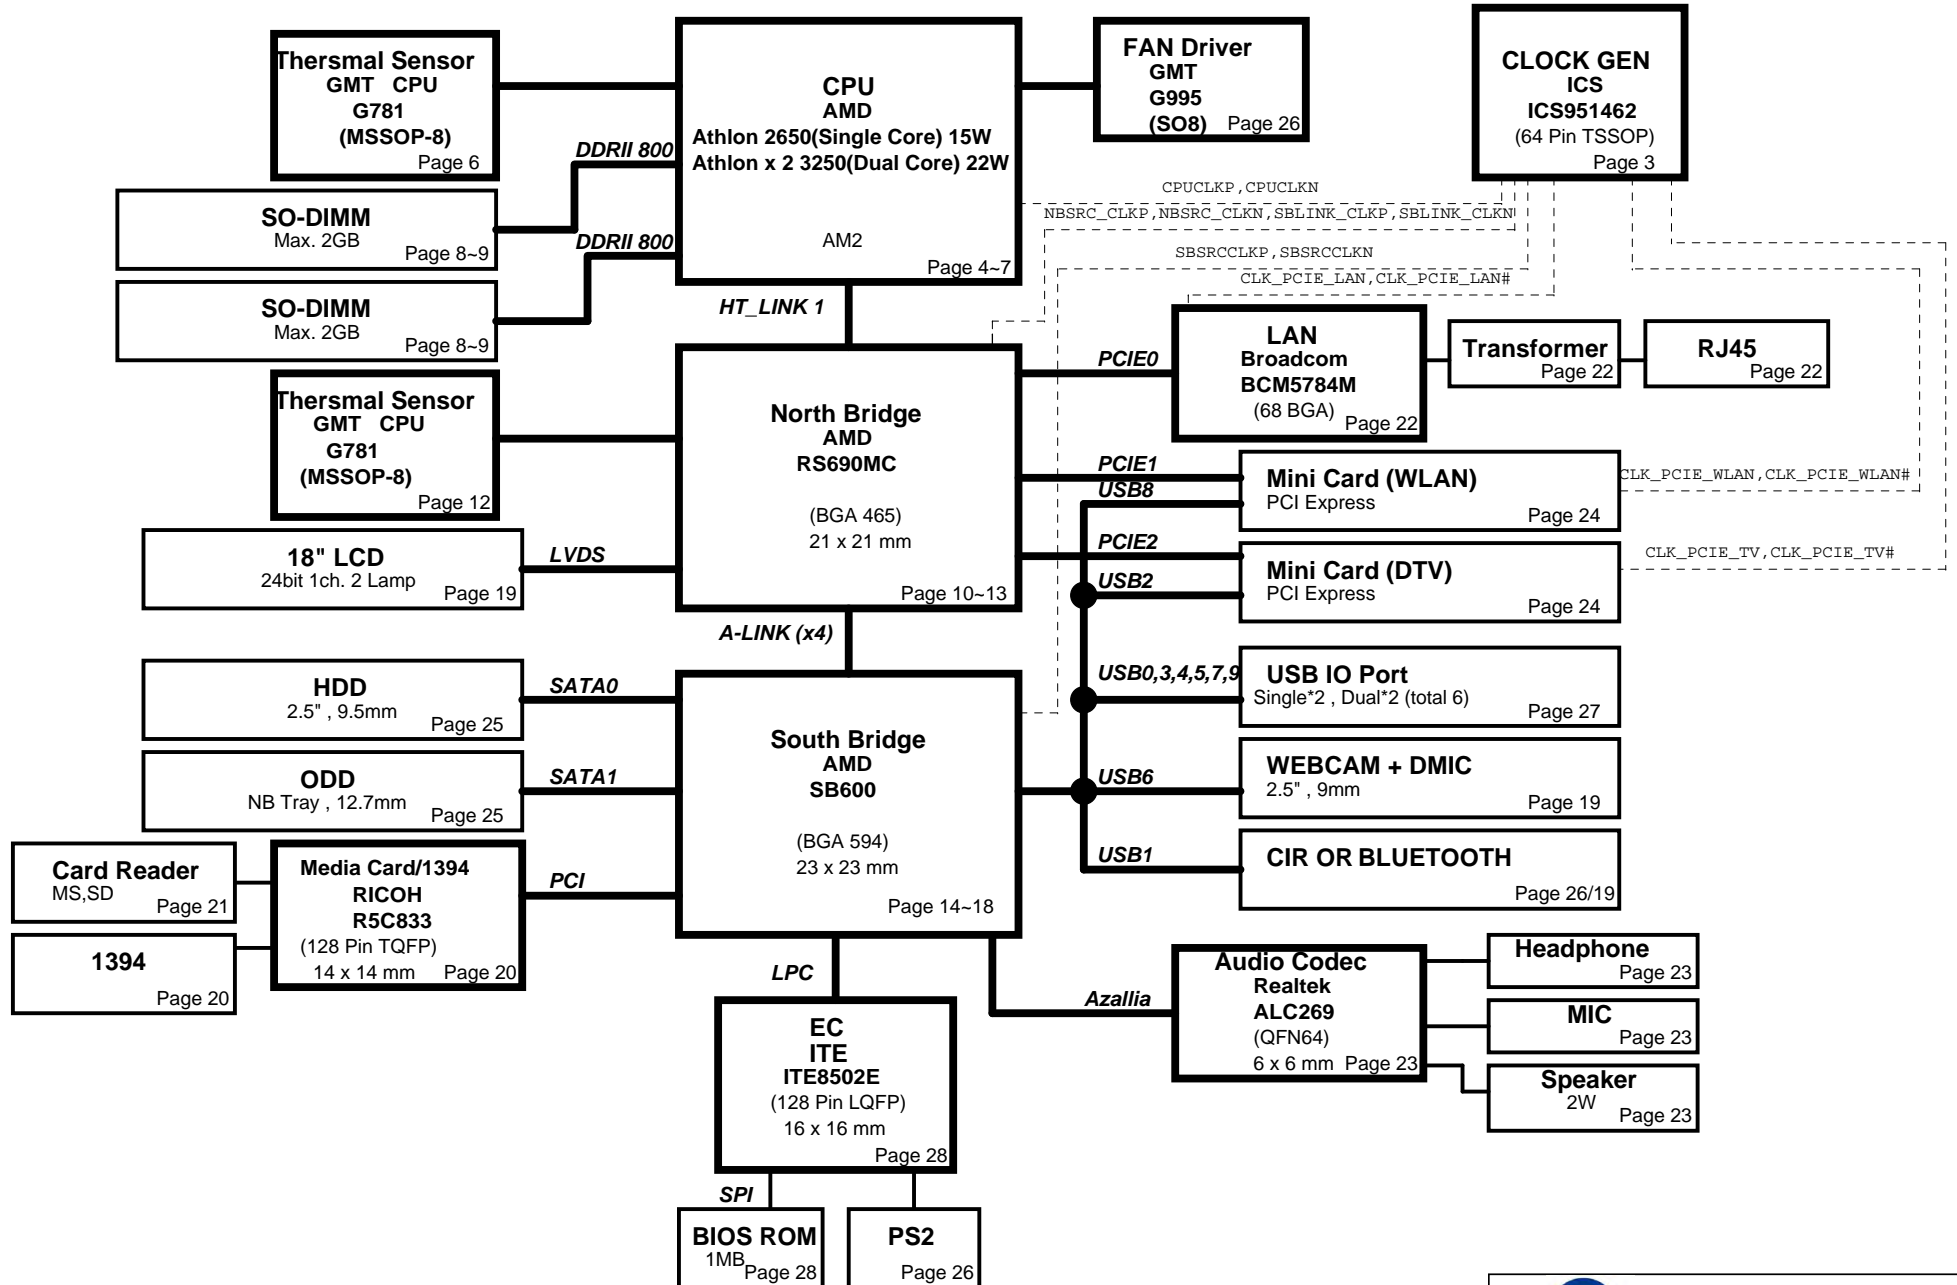 Thersmal Sensor
GMT CPU
G781
(MSSOP-8)
Page 6
CPU
AMD
Athlon 2650(Single Core) 15W
Athlon x 2 3250(Dual Core) 22W
AM2
Page 4~7
FAN Driver
GMT
G995
(SO8) Page 26
CLOCK GEN
ICS
ICS951462
(64 Pin TSSOP)
Page 3
DDRII 800
SO-DIMM
Max. 2GB
Page 8~9
DDRII 800
SO-DIMM
Max. 2GB
Page 8~9
CPUCLKP,CPUCLKN
NBSRC_CLKP,NBSRC_CLKN,SBLINK_CLKP,SBLINK_CLKN
SBSRCCLKP,SBSRCCLKN
CLK_PCIE_LAN,CLK_PCIE_LAN#
HT_LINK 1
Thersmal Sensor
GMT CPU
G781
(MSSOP-8)
Page 12
North Bridge
AMD
RS690MC
(BGA 465)
21 x 21 mm
Page 10~13
PCIE0
LAN
Broadcom
BCM5784M
(68 BGA)
Page 22
Transformer
Page 22
RJ45
Page 22
PCIE1
USB8
Mini Card (WLAN)
PCI Express
Page 24
CLK_PCIE_WLAN,CLK_PCIE_WLAN#
18" LCD
24bit 1ch. 2 Lamp
Page 19
LVDS
PCIE2
USB2
Mini Card (DTV)
PCI Express
Page 24
CLK_PCIE_TV,CLK_PCIE_TV#
A-LINK (x4)
HDD
2.5" , 9.5mm
Page 25
SATA0
ODD
NB Tray , 12.7mm
Page 25
SATA1
South Bridge
AMD
SB600
(BGA 594)
23 x 23 mm
Page 14~18
USB0,3,4,5,7,9
USB IO Port
Single*2 , Dual*2 (total 6)
Page 27
USB6
WEBCAM + DMIC
2.5" , 9mm
Page 19
USB1
CIR OR BLUETOOTH
Page 26/19
Card Reader
MS,SD
Page 21
1394
Page 20
Media Card/1394
RICOH
R5C833
(128 Pin TQFP)
14 x 14 mm Page 20
PCI
LPC
Azallia
Audio Codec
Realtek
ALC269
(QFN64)
6 x 6 mm Page 23
Headphone
Page 23
MIC
Page 23
Speaker
2W
Page 23
EC
ITE
ITE8502E
(128 Pin LQFP)
16 x 16 mm
Page 28
SPI
BIOS ROM
1MB
Page 28
PS2
Page 26